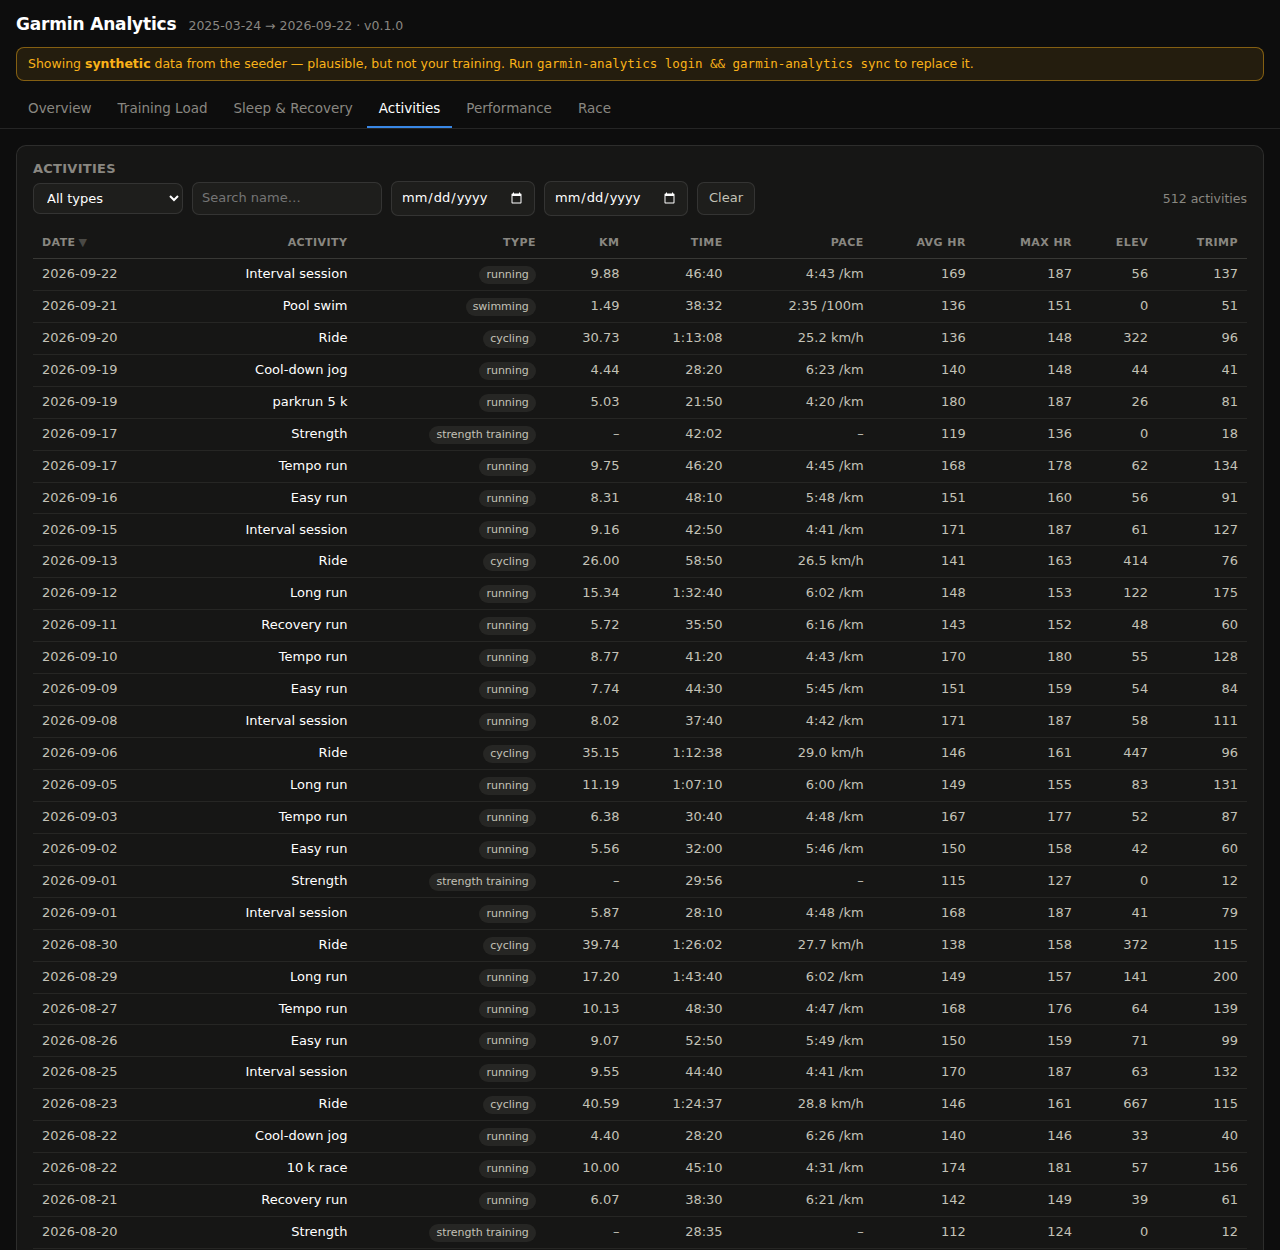 Garmin Analytics 2025-03-24 → 2026-09-22 · v0.1.0
Showing synthetic data from the seeder — plausible, but not your training. Run garmin-analytics login && garmin-analytics sync to replace it.
Overview Training Load Sleep & Recovery Activities Performance Race
ACTIVITIES
All types Search name... mm/dd/yyyy mm/dd/yyyy Clear 512 activities
DATE ▼ ACTIVITY TYPE KM TIME PACE AVG HR MAX HR ELEV TRIMP
2026-09-22 Interval session running 9.88 46:40 4:43 /km 169 187 56 137
2026-09-21 Pool swim swimming 1.49 38:32 2:35 /100m 136 151 0 51
2026-09-20 Ride cycling 30.73 1:13:08 25.2 km/h 136 148 322 96
2026-09-19 Cool-down jog running 4.44 28:20 6:23 /km 140 148 44 41
2026-09-19 parkrun 5 k running 5.03 21:50 4:20 /km 180 187 26 81
2026-09-17 Strength strength training – 42:02 – 119 136 0 18
2026-09-17 Tempo run running 9.75 46:20 4:45 /km 168 178 62 134
2026-09-16 Easy run running 8.31 48:10 5:48 /km 151 160 56 91
2026-09-15 Interval session running 9.16 42:50 4:41 /km 171 187 61 127
2026-09-13 Ride cycling 26.00 58:50 26.5 km/h 141 163 414 76
2026-09-12 Long run running 15.34 1:32:40 6:02 /km 148 153 122 175
2026-09-11 Recovery run running 5.72 35:50 6:16 /km 143 152 48 60
2026-09-10 Tempo run running 8.77 41:20 4:43 /km 170 180 55 128
2026-09-09 Easy run running 7.74 44:30 5:45 /km 151 159 54 84
2026-09-08 Interval session running 8.02 37:40 4:42 /km 171 187 58 111
2026-09-06 Ride cycling 35.15 1:12:38 29.0 km/h 146 161 447 96
2026-09-05 Long run running 11.19 1:07:10 6:00 /km 149 155 83 131
2026-09-03 Tempo run running 6.38 30:40 4:48 /km 167 177 52 87
2026-09-02 Easy run running 5.56 32:00 5:46 /km 150 158 42 60
2026-09-01 Strength strength training – 29:56 – 115 127 0 12
2026-09-01 Interval session running 5.87 28:10 4:48 /km 168 187 41 79
2026-08-30 Ride cycling 39.74 1:26:02 27.7 km/h 138 158 372 115
2026-08-29 Long run running 17.20 1:43:40 6:02 /km 149 157 141 200
2026-08-27 Tempo run running 10.13 48:30 4:47 /km 168 176 64 139
2026-08-26 Easy run running 9.07 52:50 5:49 /km 150 159 71 99
2026-08-25 Interval session running 9.55 44:40 4:41 /km 170 187 63 132
2026-08-23 Ride cycling 40.59 1:24:37 28.8 km/h 146 161 667 115
2026-08-22 Cool-down jog running 4.40 28:20 6:26 /km 140 146 33 40
2026-08-22 10 k race running 10.00 45:10 4:31 /km 174 181 57 156
2026-08-21 Recovery run running 6.07 38:30 6:21 /km 142 149 39 61
2026-08-20 Strength strength training – 28:35 – 112 124 0 12